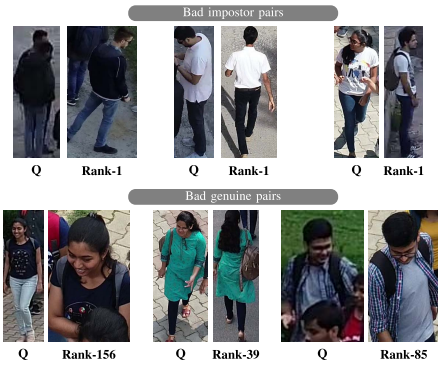 Bad impostor pairs
Q Rank-1 Q Rank-1 Q Rank-1
Bad genuine pairs
Q Rank-156 Q Rank-39 Q Rank-85